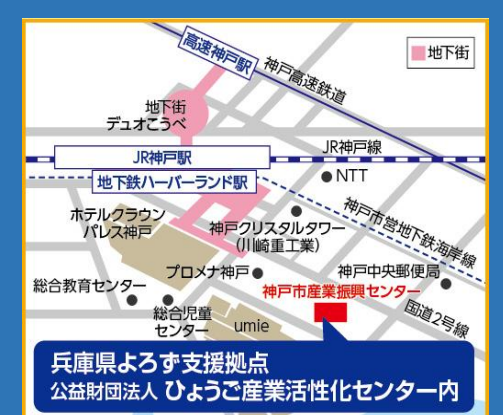 高速神戸駅
神戸高速鉄道
地下街
地下街
デュオこうべ
JR神戸線
JR神戸駅
地下鉄ハーバーランド駅
NTT
ホテルクラウン
パレス神戸
神戸クリスタルタワー
(川崎重工業)
神戸市営地下鉄海岸線
プロメナ神戸
神戸中央郵便局
総合教育センター
神戸市産業振興センター
総合児童
センター
umie
国道2号線
兵庫県よろず支援拠点
公益財団法人 ひょうご産業活性化センター内